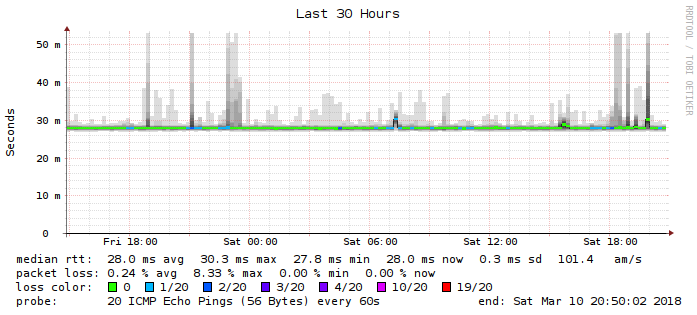 Last 30 Hours
RRDTOOL / TOBI OETIKER
Seconds
50 m
40 m
30 m
20 m
10 m
0
Fri 18:00 Sat 00:00 Sat 06:00 Sat 12:00 Sat 18:00
median rtt: 28.0 ms avg 30.3 ms max 27.8 ms min 28.0 ms now 0.3 ms sd 101.4 am/s
packet loss: 0.24 % avg 8.33 % max 0.00 % min 0.00 % now
loss color: 0 1/20 2/20 3/20 4/20 10/20 19/20
probe: 20 ICMP Echo Pings (56 Bytes) every 60s end: Sat Mar 10 20:50:02 2018